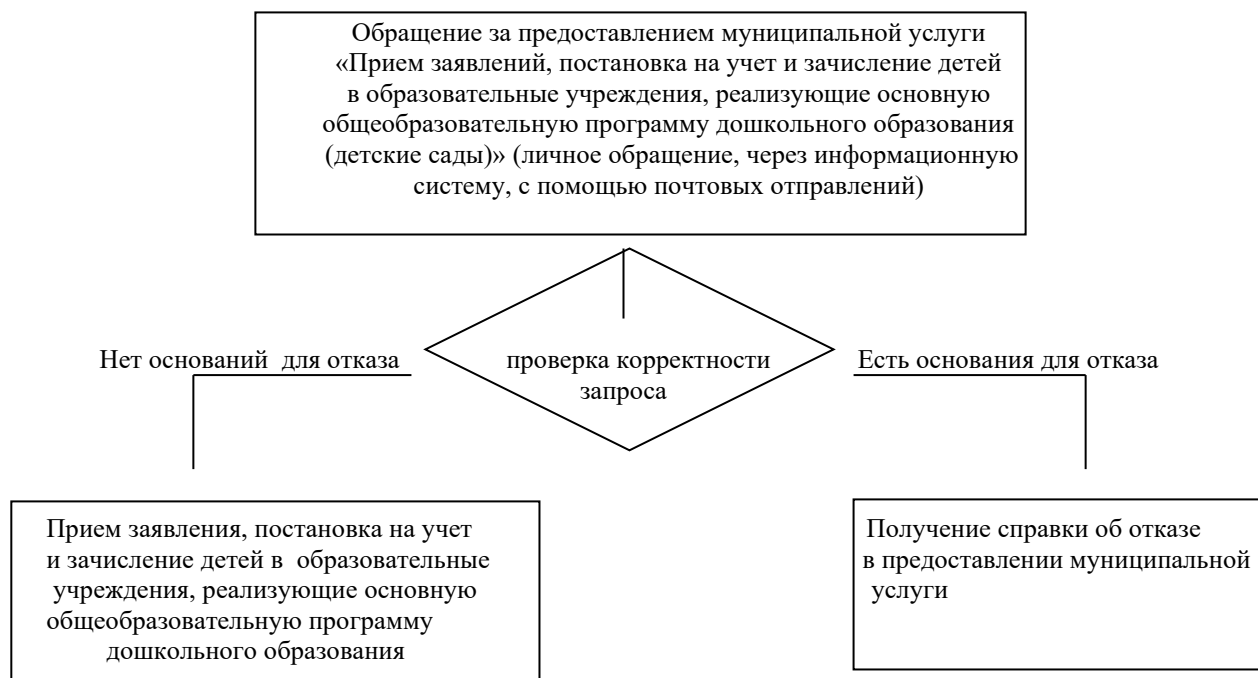 Обращение за предоставлением муниципальной услуги
«Прием заявлений, постановка на учет и зачисление детей
в образовательные учреждения, реализующие основную
общеобразовательную программу дошкольного образования
(детские сады)» (личное обращение, через информационную
систему, с помощью почтовых отправлений)
Нет оснований для отказа
проверка корректности
запроса
Есть основания для отказа
Прием заявления, постановка на учет
и зачисление детей в образовательные
учреждения, реализующие основную
общеобразовательную программу
дошкольного образования
Получение справки об отказе
в предоставлении муниципальной
услуги